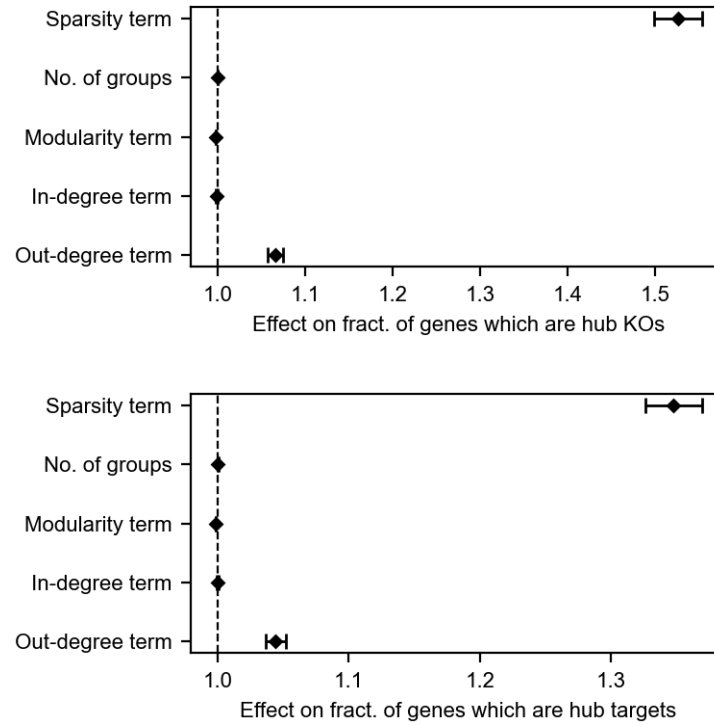 Sparsity term
No. of groups
Modularity term
In-degree term
Out-degree term
1.0 1.1 1.2 1.3 1.4 1.5
Effect on fract. of genes which are hub KOs
Sparsity term
No. of groups
Modularity term
In-degree term
Out-degree term
1.0 1.1 1.2 1.3
Effect on fract. of genes which are hub targets